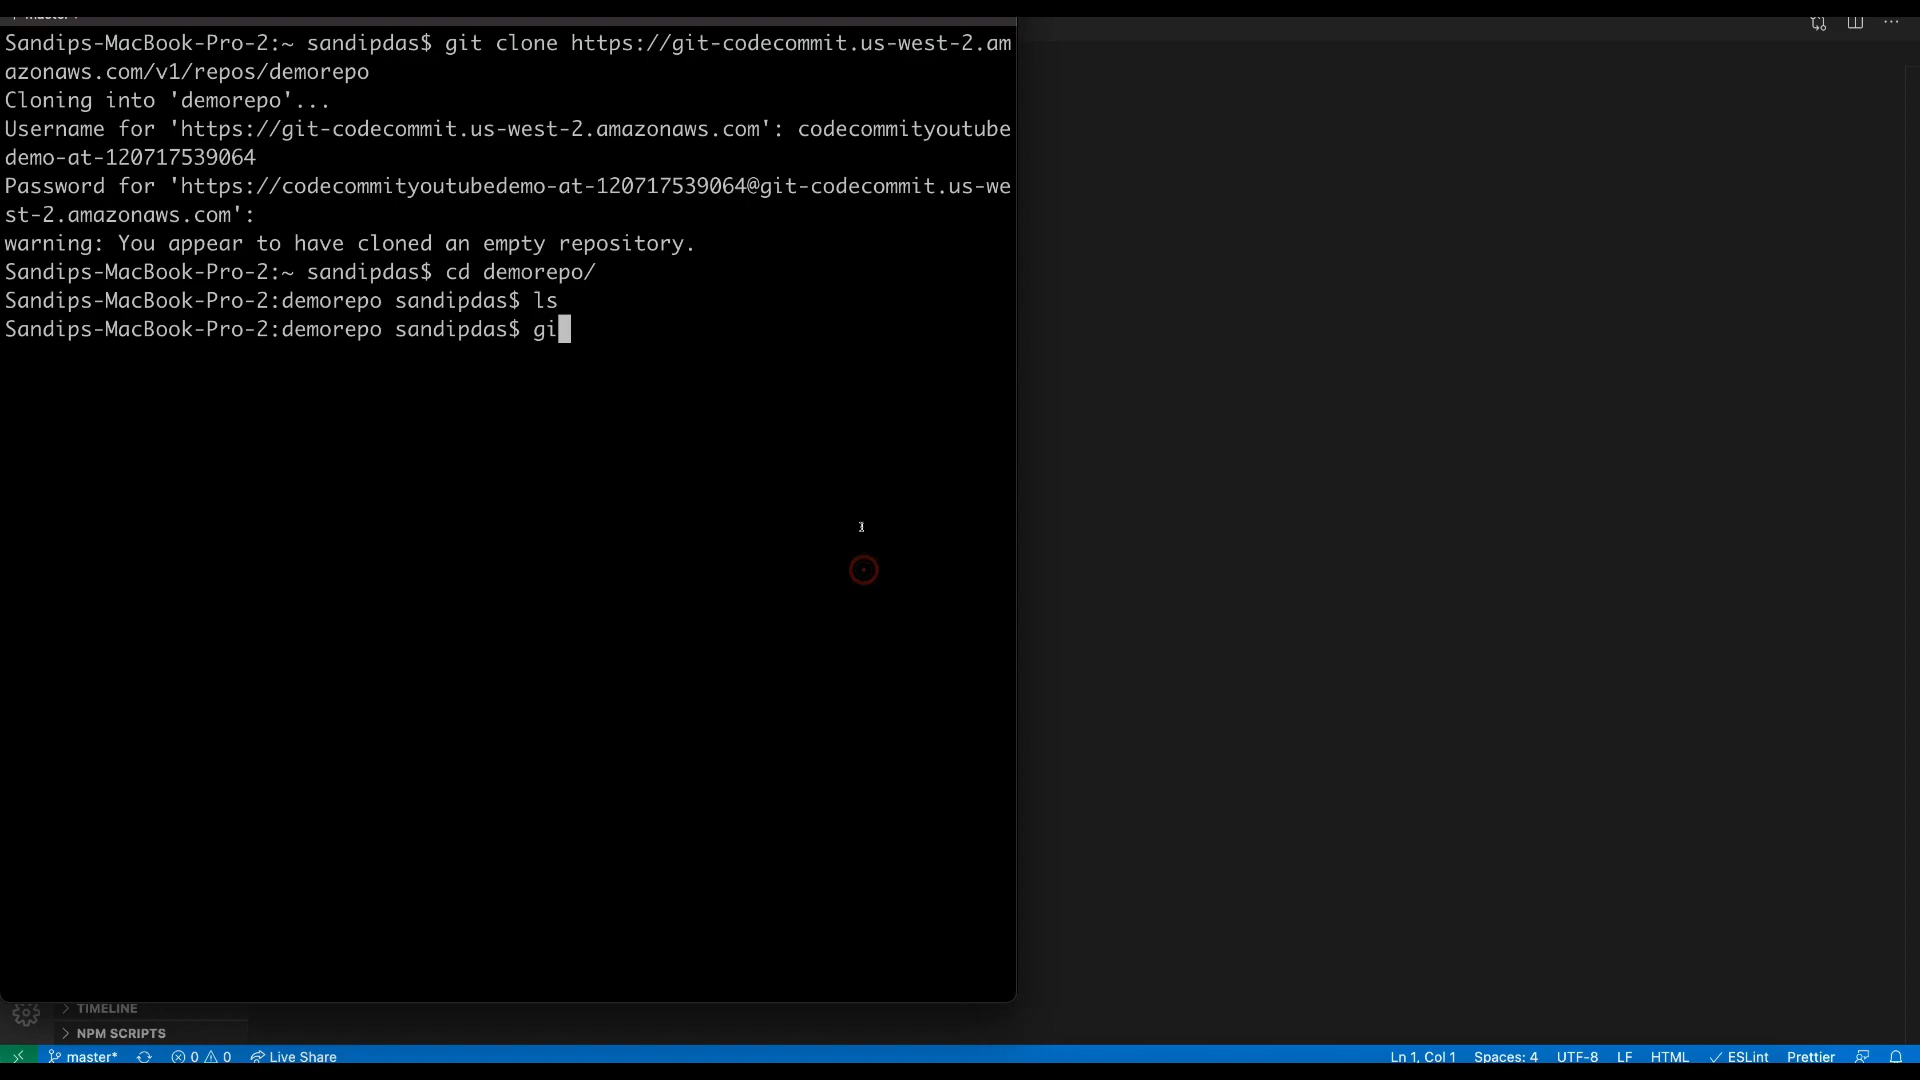 Sandips-MacBook-Pro-2:~ sandipdas$ git clone https://git-codecommit.us-west-2.am
azonaws.com/v1/repos/demorepo
Cloning into 'demorepo'...
Username for 'https://git-codecommit.us-west-2.amazonaws.com': codecommityoutube
demo-at-120717539064
Password for 'https://codecommityoutubedemo-at-120717539064@git-codecommit.us-we
st-2.amazonaws.com':
warning: You appear to have cloned an empty repository.
Sandips-MacBook-Pro-2:~ sandipdas$ cd demorepo/
Sandips-MacBook-Pro-2:demorepo sandipdas$ ls
Sandips-MacBook-Pro-2:demorepo sandipdas$ gi
TIMELINE
NPM SCRIPTS
master* 0 0 Live Share Ln 1, Col 1 Spaces: 4 UTF-8 LF HTML ESLint Prettier